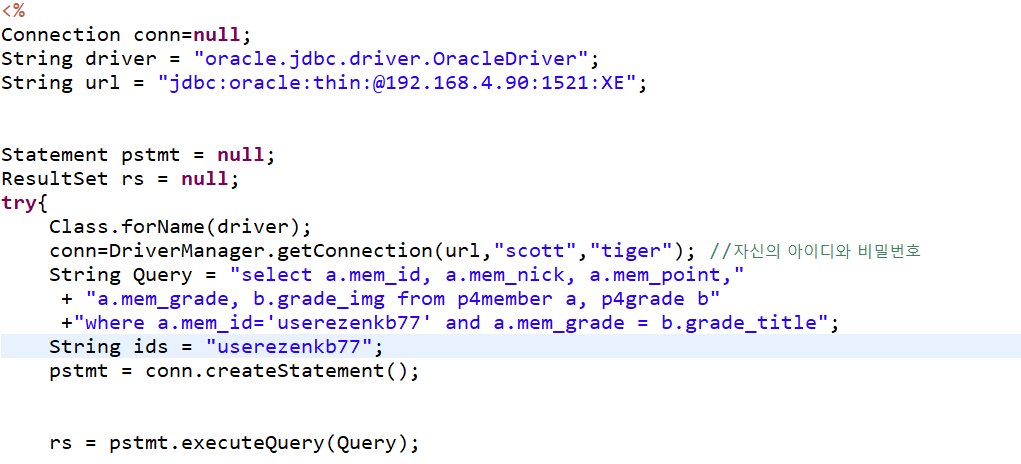 <%
Connection conn=null;
String driver = "oracle.jdbc.driver.OracleDriver";
String url = "jdbc:oracle:thin:@192.168.4.90:1521:XE";
Statement pstmt = null;
ResultSet rs = null;
try{
    Class.forName(driver);
    conn=DriverManager.getConnection(url,"scott","tiger"); //자신의 아이디와 비밀번호
    String Query = "select a.mem_id, a.mem_nick, a.mem_point,"
     + "a.mem_grade, b.grade_img from p4member a, p4grade b"
     +"where a.mem_id='userezenkb77' and a.mem_grade = b.grade_title";
    String ids = "userezenkb77";
    pstmt = conn.createStatement();
    rs = pstmt.executeQuery(Query);